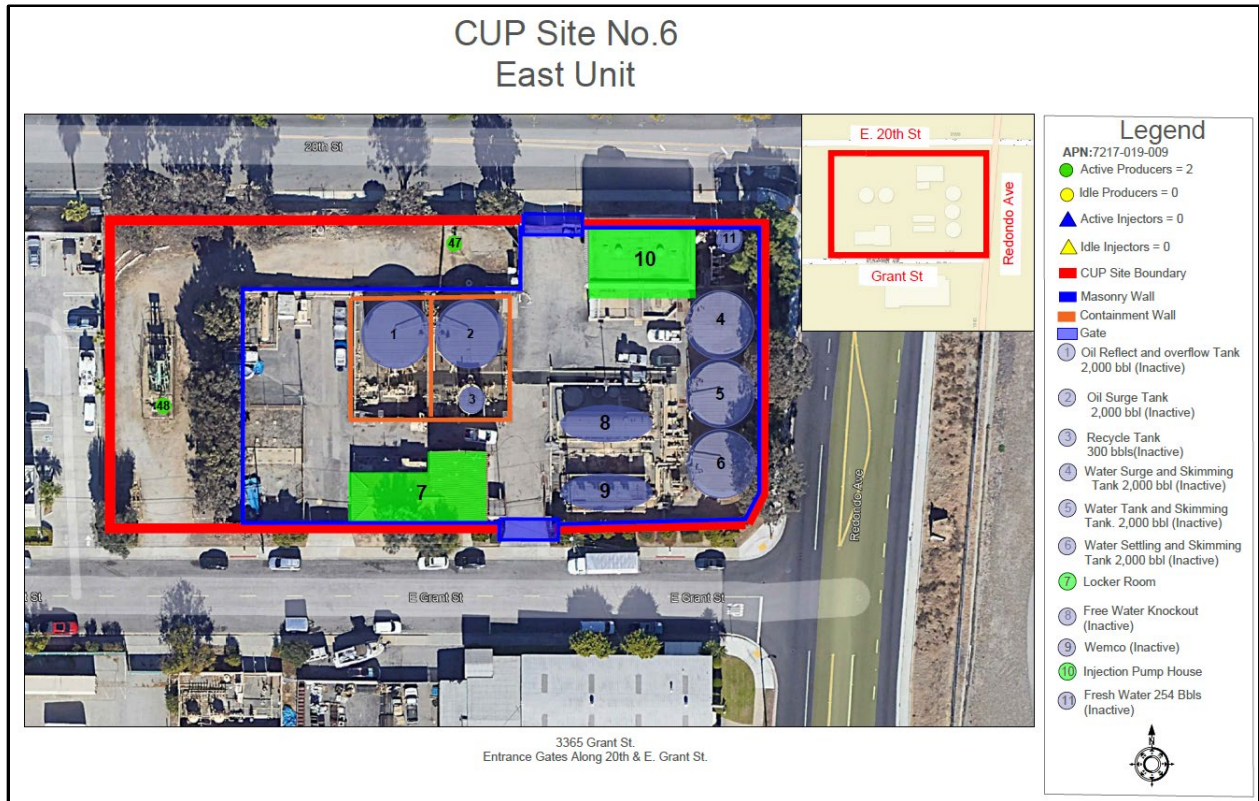 CUP Site No.6
East Unit
20th St
47
11
10
1
2
4
3
5
48
8
6
7
9
Redondo Ave
E Grant St
E Grant St
E. 20th St
Redondo Ave
Grant St
3365 Grant St.
Entrance Gates Along 20th & E. Grant St.
Legend
APN:7217-019-009
Active Producers = 2
Idle Producers = 0
Active Injectors = 0
Idle Injectors = 0
CUP Site Boundary
Masonry Wall
Containment Wall
Gate
1 Oil Reflect and overflow Tank
2,000 bbl (Inactive)
2 Oil Surge Tank
2,000 bbl (Inactive)
3 Recycle Tank
300 bbls(Inactive)
4 Water Surge and Skimming
Tank 2,000 bbl (Inactive)
5 Water Tank and Skimming
Tank. 2,000 bbl (Inactive)
6 Water Settling and Skimming
Tank 2,000 bbl (Inactive)
7 Locker Room
8 Free Water Knockout
(Inactive)
9 Wemco (Inactive)
10 Injection Pump House
11 Fresh Water 254 Bbls
(Inactive)
N